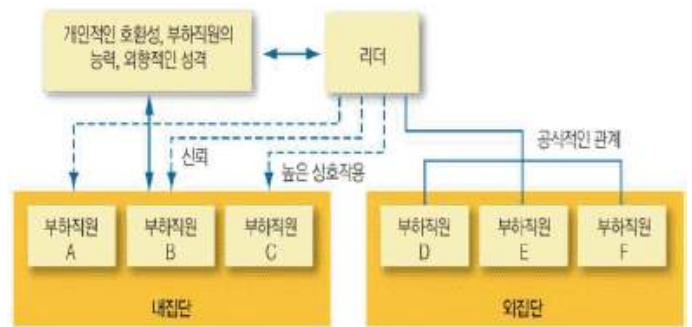 개인적인 호환성, 부하직원의
능력, 외향적인 성격
리더
신뢰
높은 상호작용
공식적인 관계
부하직원
A
부하직원
B
부하직원
C
부하직원
D
부하직원
E
부하직원
F
내집단
외집단